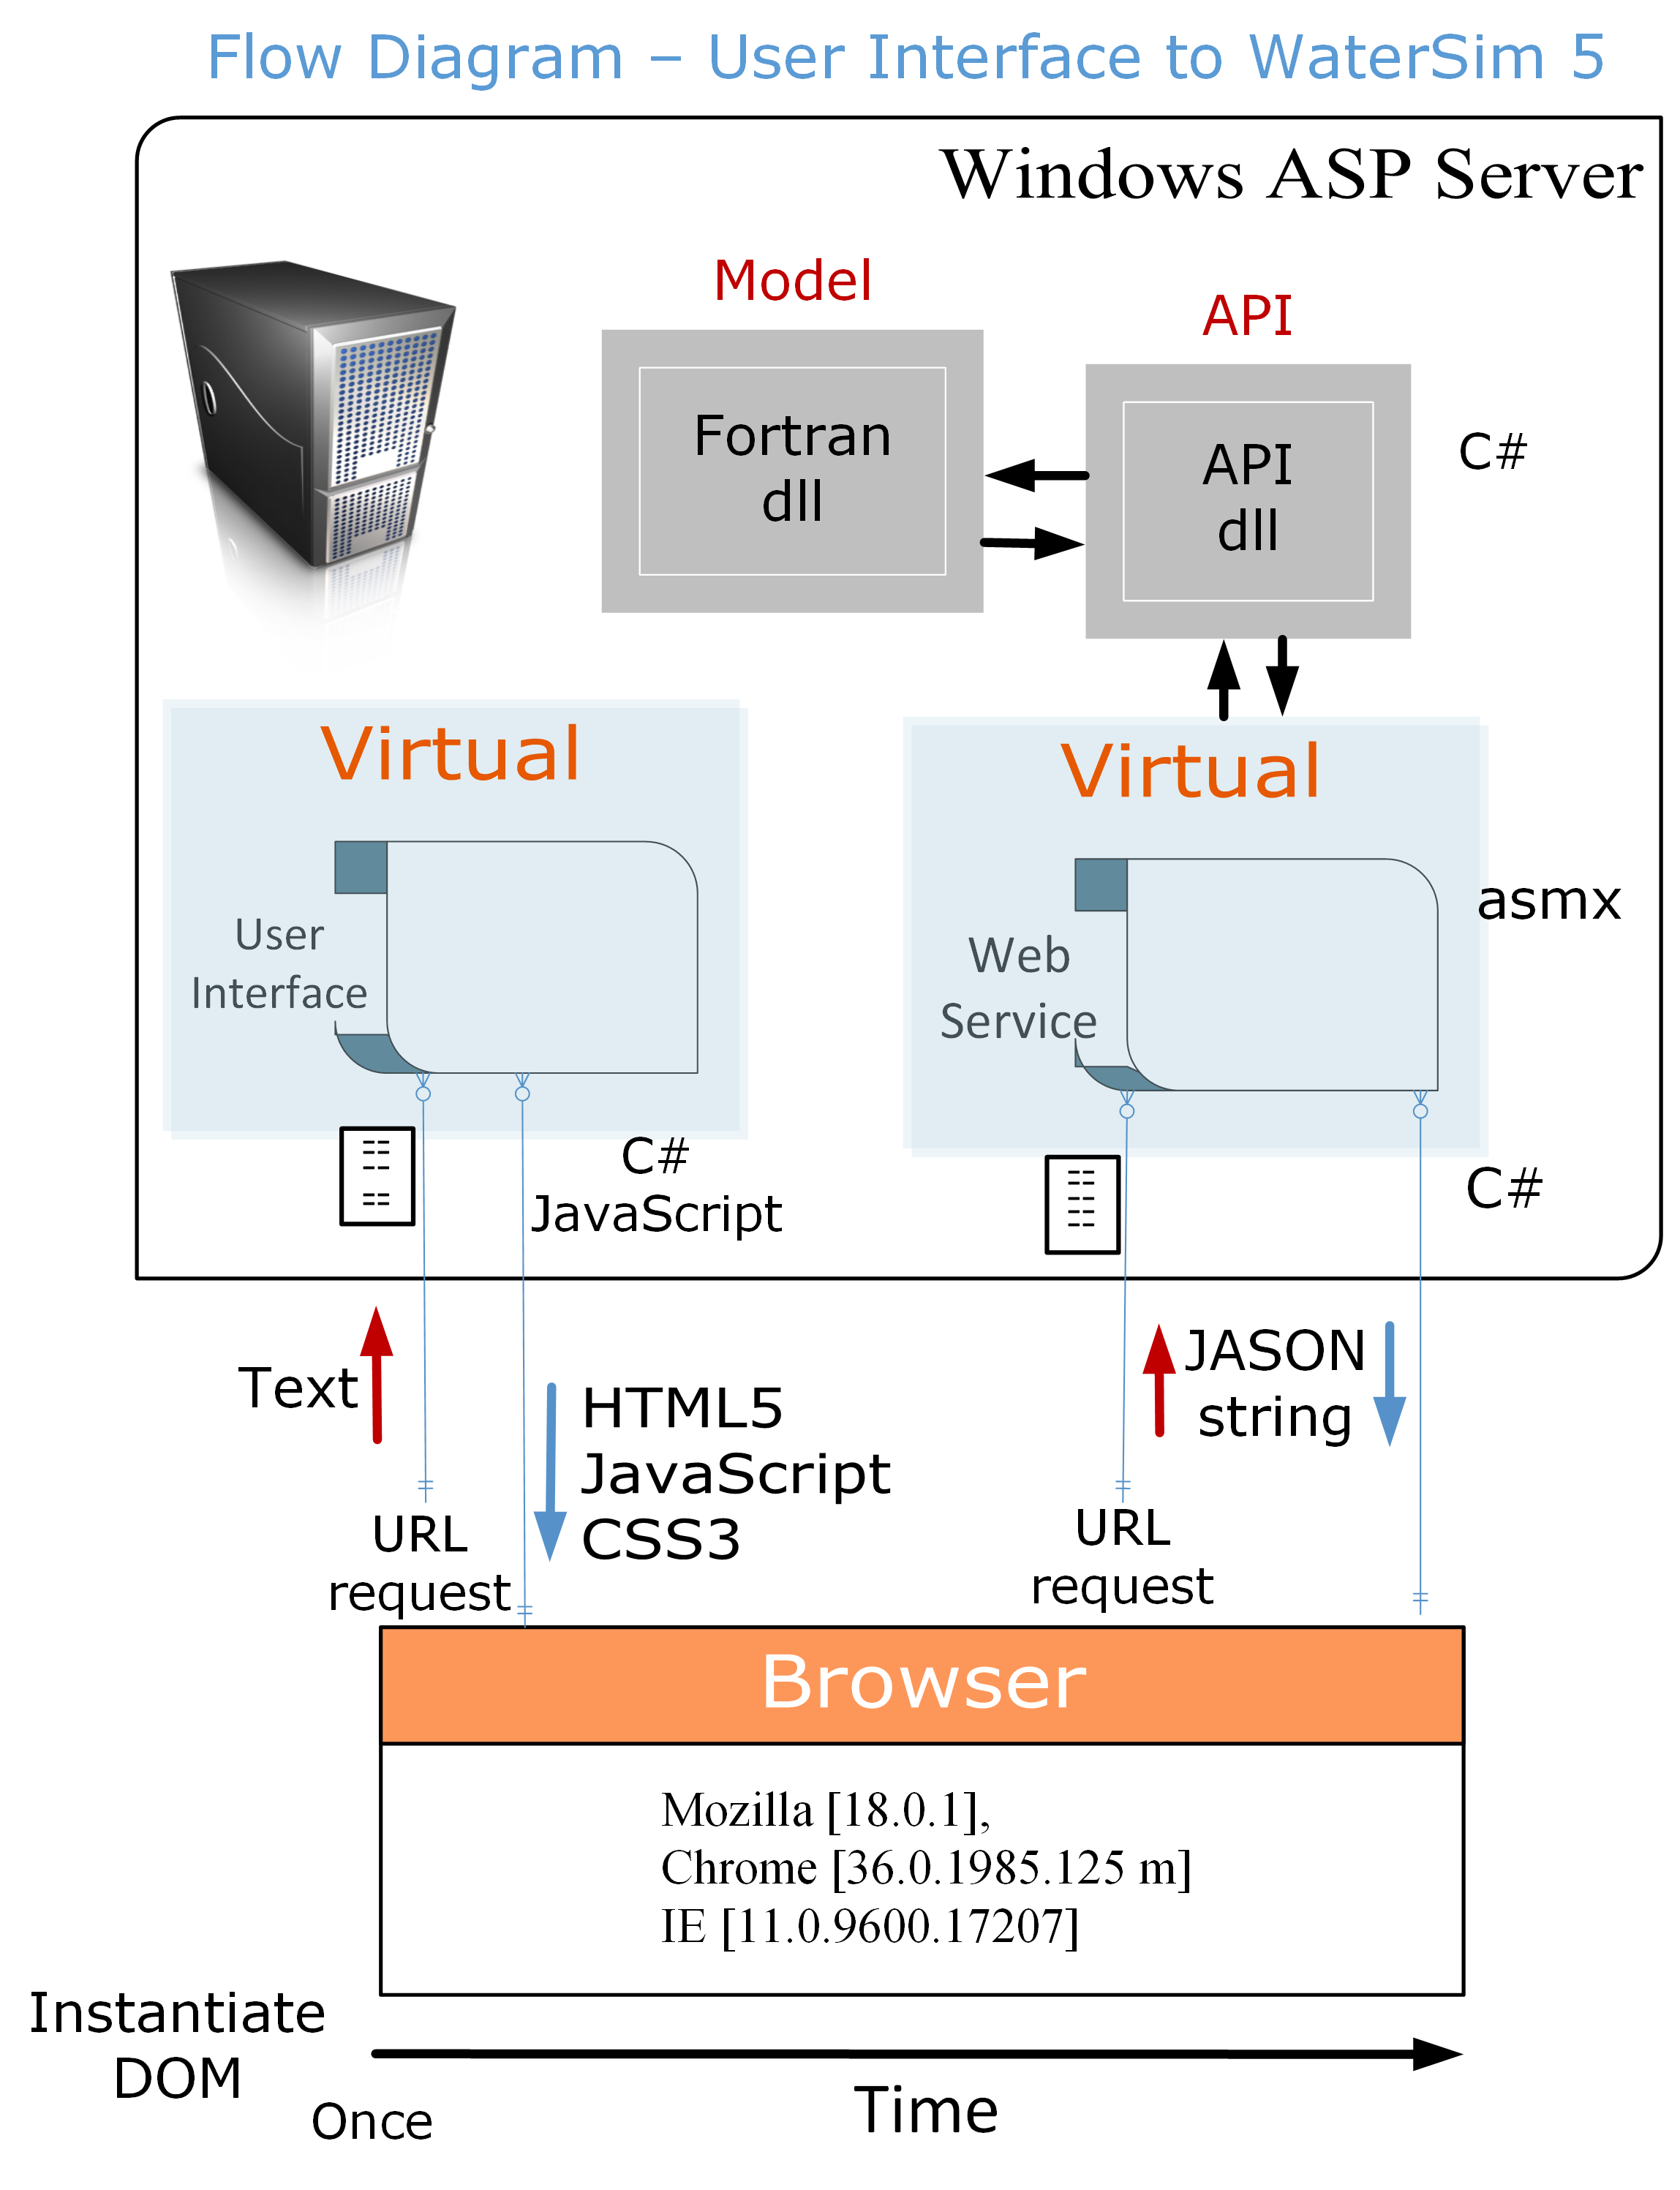 Flow Diagram – User Interface to WaterSim 5
Windows ASP Server
Model
API
Fortran
dll
API
dll
C#
Virtual
Virtual
User
Interface
Web
Service
asmx
C#
JavaScript
C#
Text
HTML5
JavaScript
CSS3
URL
request
JASON
string
URL
request
Browser
Mozilla [18.0.1],
Chrome [36.0.1985.125 m]
IE [11.0.9600.17207]
Instantiate
DOM
Once
Time